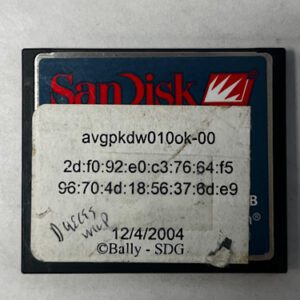 SanDisk
avgpkdw010ok-00
2d:f0:92:e0:c3:76:64:f5
96:70:4d:18:56:37:6d:e9
B
®
12/4/2004
©Bally - SDG